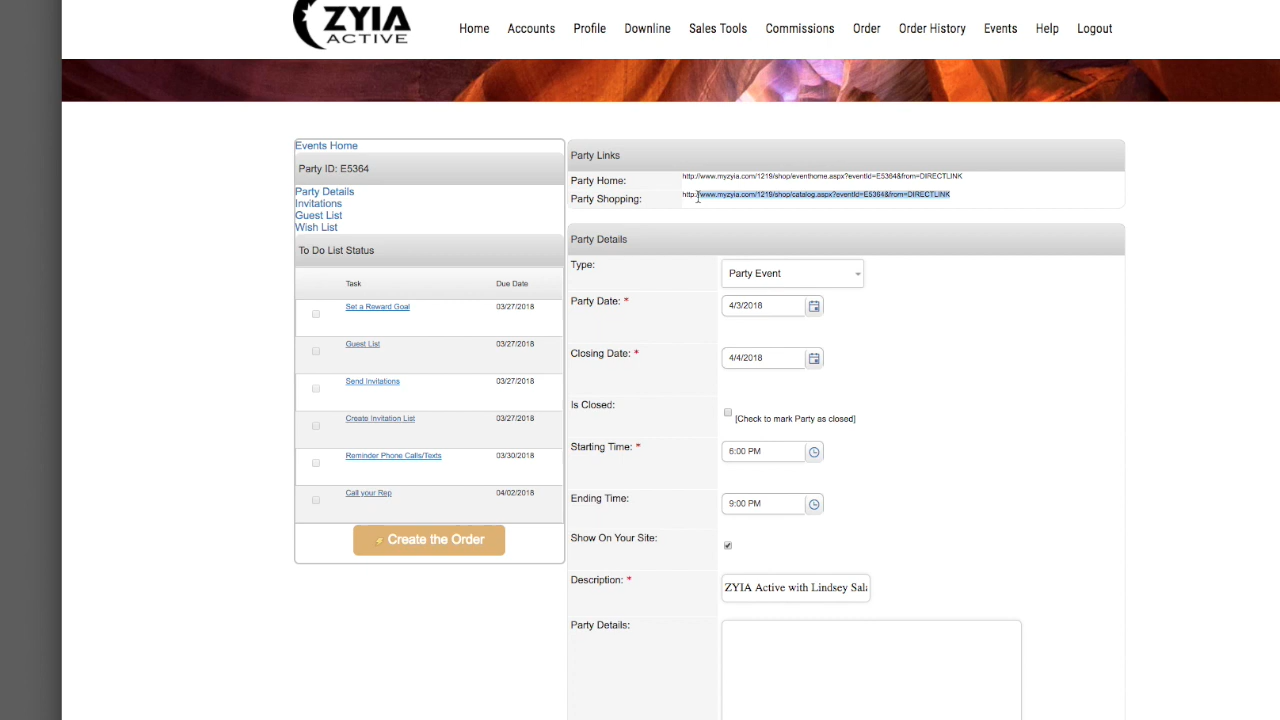 ZYIA
ACTIVE
Home Accounts Profile Downline Sales Tools Commissions Order Order History Events Help Logout
Events Home
Party ID: E5364
Party Details
Invitations
Guest List
Wish List
To Do List Status
Task Due Date
Set a Reward Goal 03/27/2018
Guest List 03/27/2018
Send Invitations 03/27/2018
Create Invitation List 03/27/2018
Reminder Phone Calls/Texts 03/30/2018
Call your Rep 04/02/2018
Create the Order
Party Links
Party Home: http://www.myzyia.com/1219/shop/eventhome.aspx?eventId=E5364&from=DIRECTLINK
Party Shopping: http://www.myzyia.com/1219/shop/catalog.aspx?eventId=E5364&from=DIRECTLINK
Party Details
Type: Party Event
Party Date: * 4/3/2018
Closing Date: * 4/4/2018
Is Closed: [Check to mark Party as closed]
Starting Time: * 6:00 PM
Ending Time: 9:00 PM
Show On Your Site:
Description: * ZYIA Active with Lindsey Sala
Party Details: